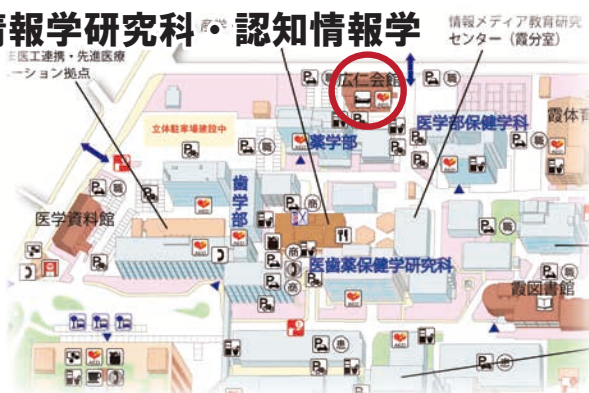 情報学研究科・認知情報学
情報メディア教育研究
センター（霞分室）
医工連携・先進医療
ーション拠点
広仁会館
立体駐車場建設中
薬学部
医学部保健学科
霞体育
歯学部
医学資料館
医歯薬保健学研究科
霞図書館